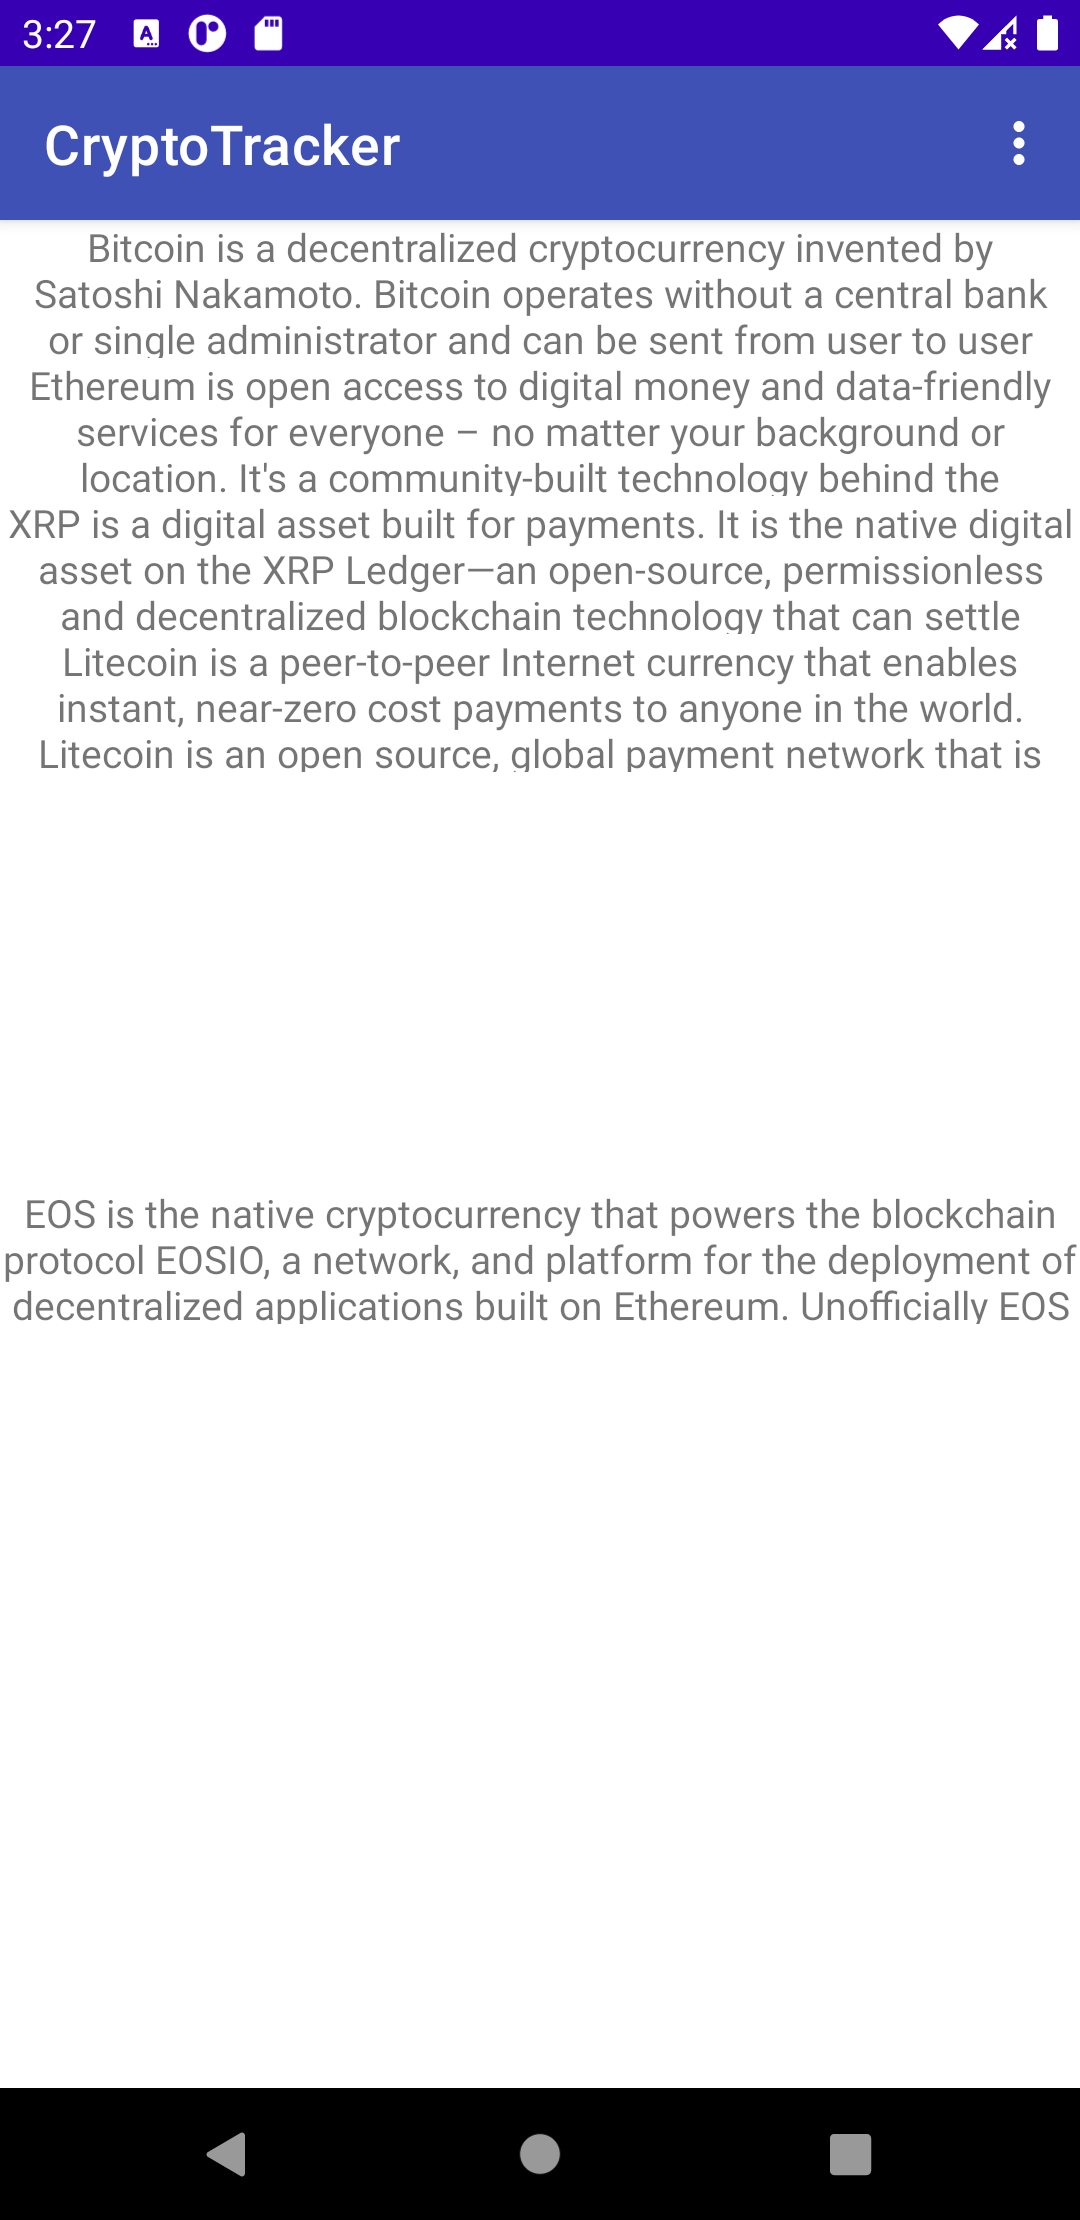 3:27
CryptoTracker
Bitcoin is a decentralized cryptocurrency invented by
Satoshi Nakamoto. Bitcoin operates without a central bank
or single administrator and can be sent from user to user
Ethereum is open access to digital money and data-friendly
services for everyone – no matter your background or
location. It's a community-built technology behind the
XRP is a digital asset built for payments. It is the native digital
asset on the XRP Ledger—an open-source, permissionless
and decentralized blockchain technology that can settle
Litecoin is a peer-to-peer Internet currency that enables
instant, near-zero cost payments to anyone in the world.
Litecoin is an open source, global payment network that is
EOS is the native cryptocurrency that powers the blockchain
protocol EOSIO, a network, and platform for the deployment of
decentralized applications built on Ethereum. Unofficially EOS